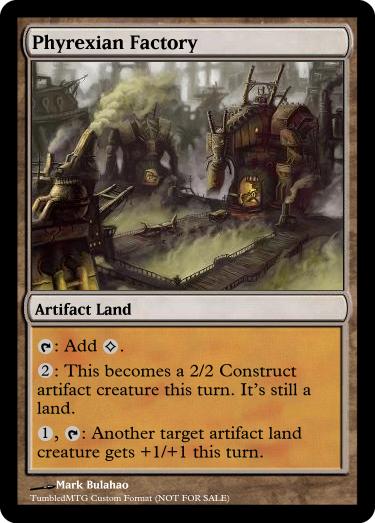 Phyrexian Factory
Artifact Land
: Add .
2: This becomes a 2/2 Construct
artifact creature this turn. It's still a
land.
1, : Another target artifact land
creature gets +1/+1 this turn.
Mark Bulahao
TumbledMTG Custom Format (NOT FOR SALE)